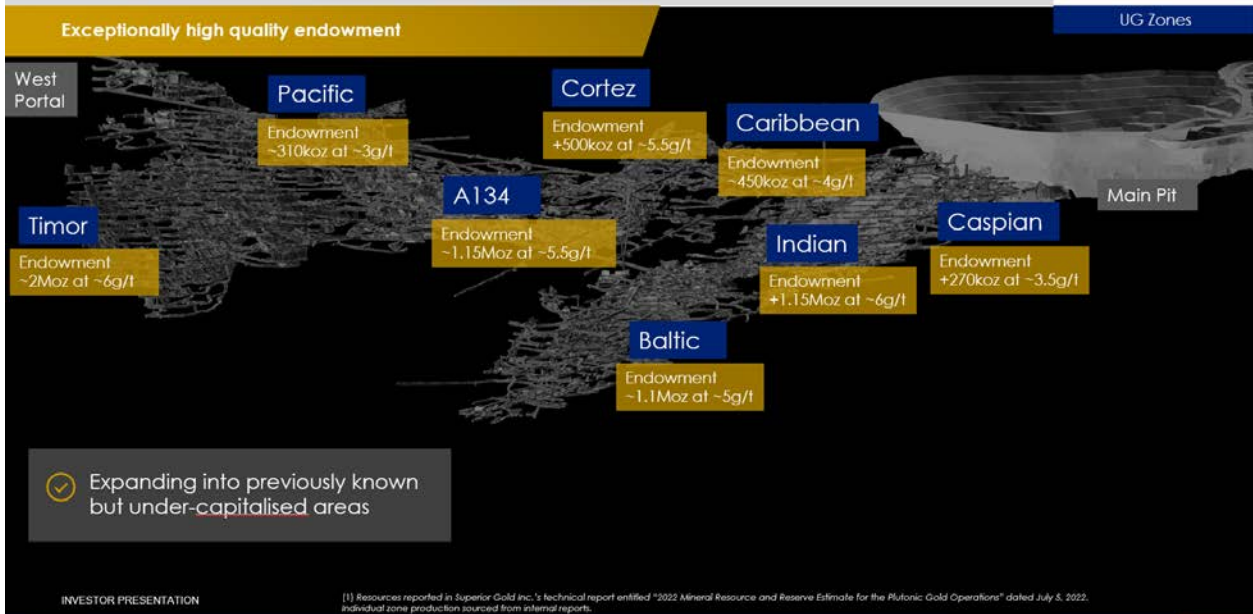 Exceptionally high quality endowment
UG Zones
West
Portal
Pacific
Endowment
~310koz at ~3g/t
Cortez
Endowment
+500koz at ~5.5g/t
Caribbean
Endowment
~450koz at ~4g/t
Main Pit
A134
Endowment
~1.15Moz at ~5.5g/t
Timor
Endowment
~2Moz at ~6g/t
Indian
Endowment
+1.15Moz at ~6g/t
Caspian
Endowment
+270koz at ~3.5g/t
Baltic
Endowment
~1.1Moz at ~5g/t
Expanding into previously known
but under-capitalised areas
INVESTOR PRESENTATION
(1) Resources reported in Superior Gold Inc.'s technical report entitled "2022 Mineral Resource and Reserve Estimate for the Plutonic Gold Operations" dated July 5, 2022.
Individual zone production sourced from internal reports.